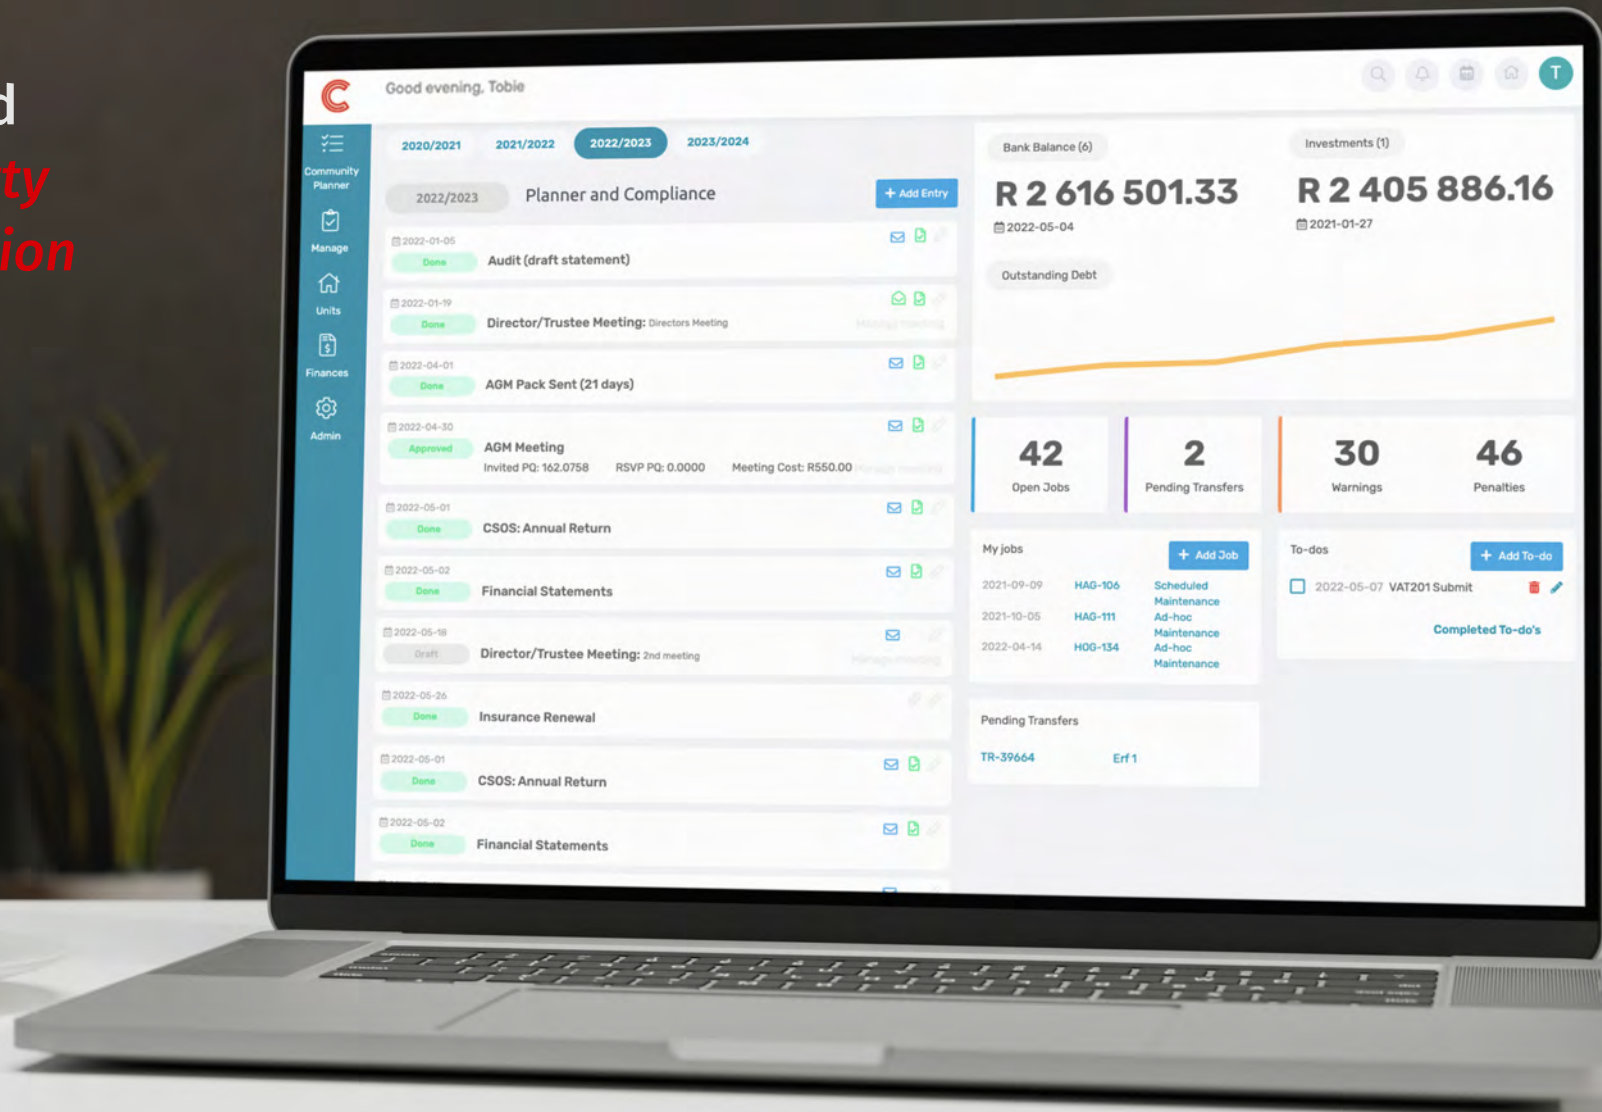 d
ty
ion
Good evening, Tobie
T
Community
Planner
Manage
Units
Finances
Admin
2020/2021 2021/2022 2022/2023 2023/2024
2022/2023 Planner and Compliance + Add Entry
2022-01-05
Done Audit (draft statement)
2022-01-19
Done Director/Trustee Meeting: Directors Meeting Manage meeting
2022-04-01
Done AGM Pack Sent (21 days)
2022-04-30
Approved AGM Meeting
Invited PQ: 162.0758 RSVP PQ: 0.0000 Meeting Cost: R550.00 Manage meeting
2022-05-01
Done CSOS: Annual Return
2022-05-02
Done Financial Statements
2022-05-18
Draft Director/Trustee Meeting: 2nd meeting Manage meeting
2022-05-26
Done Insurance Renewal
2022-05-01
Done CSOS: Annual Return
2022-05-02
Done Financial Statements
Bank Balance (6)
R 2 616 501.33
2022-05-04
Investments (1)
R 2 405 886.16
2021-01-27
Outstanding Debt
42
Open Jobs
2
Pending Transfers
30
Warnings
46
Penalties
My jobs + Add Job
2021-09-09 HAG-106 Scheduled
Maintenance
2021-10-05 HAG-111 Ad-hoc
Maintenance
2022-04-14 HOG-134 Ad-hoc
Maintenance
To-dos + Add To-do
2022-05-07 VAT201 Submit
Completed To-do's
Pending Transfers
TR-39664 Erf 1